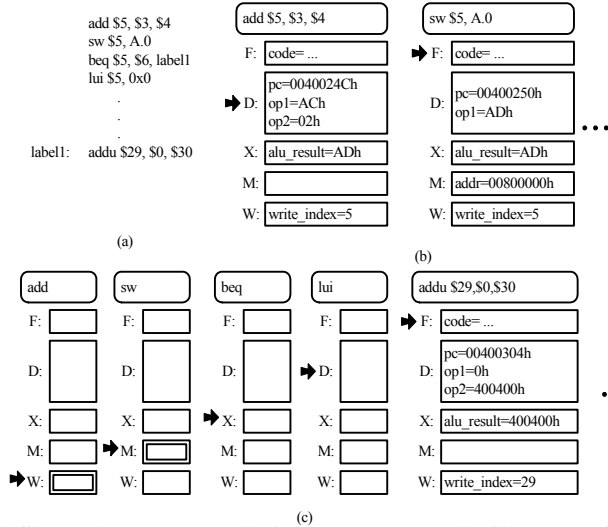 add $5, $3, $4
sw $5, A.0
beq $5, $6, label1
lui $5, 0x0
.
.
.
label1: addu $29, $0, $30
(a)
add $5, $3, $4
F: code= ...
D: pc=0040024Ch
op1=ACh
op2=02h
X: alu_result=ADh
M:
W: write_index=5
sw $5, A.0
F: code= ...
D: pc=00400250h
op1=ADh
X: alu_result=ADh
M: addr=00800000h
W: write_index=5
...
(b)
add
F:
D:
X:
M:
W:
sw
F:
D:
X:
M:
W:
beq
F:
D:
X:
M:
W:
lui
F:
D:
X:
M:
W:
addu $29,$0,$30
F: code= ...
D: pc=00400304h
op1=0h
op2=400400h
X: alu_result=400400h
M:
W: write_index=29
.
(c)